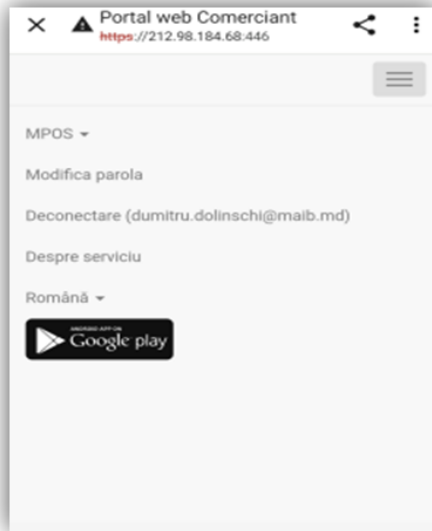 Portal web Comerciant
https://212.98.184.68:446
MPOS
Modifica parola
Deconectare (dumitru.dolinschi@maib.md)
Despre serviciu
Română
ANDROID APP ON
Google play